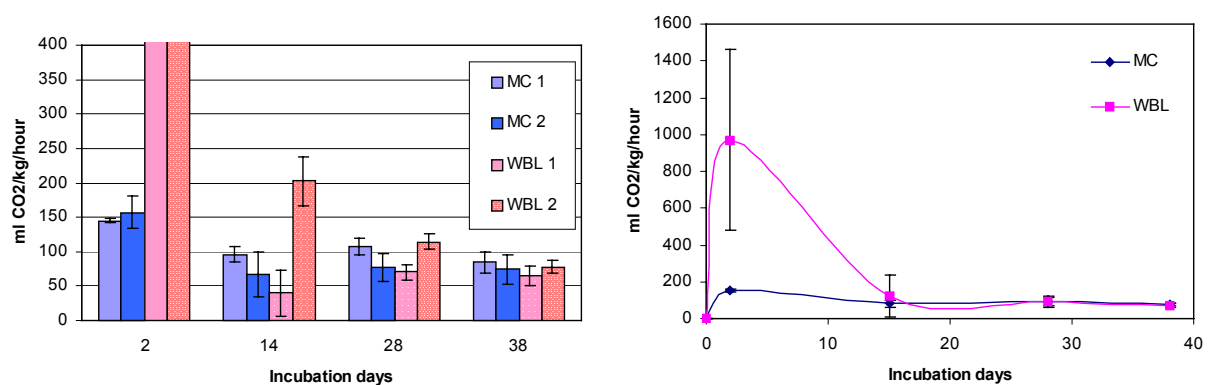 400
350
300
250
200
150
100
50
0
ml CO2/kg/hour
MC 1
MC 2
WBL 1
WBL 2
2 14 28 38
Incubation days
1600
1400
1200
1000
800
600
400
200
0
ml CO2/kg/hour
MC
WBL
0 10 20 30 40
Incubation days